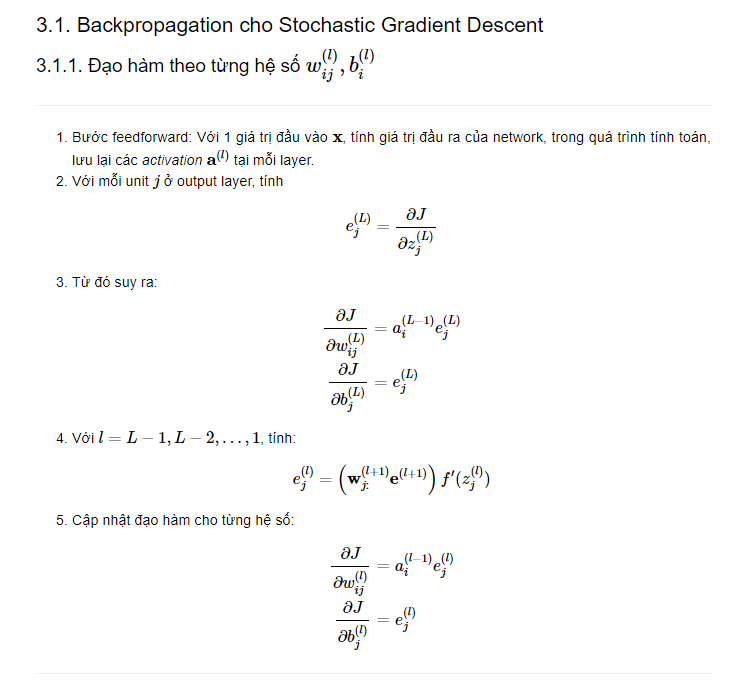 3.1. Backpropagation cho Stochastic Gradient Descent
3.1.1. Đạo hàm theo từng hệ số $w_{ij}^{(l)}, b_i^{(l)}$
1. Bước feedforward: Với 1 giá trị đầu vào $\mathbf{x}$, tính giá trị đầu ra của network, trong quá trình tính toán,
lưu lại các activation $\mathbf{a}^{(l)}$ tại mỗi layer.
2. Với mỗi unit $j$ ở output layer, tính
$e_j^{(L)} = \frac{\partial J}{\partial z_j^{(L)}}$
3. Từ đó suy ra:
$\frac{\partial J}{\partial w_{ij}^{(L)}} = a_i^{(L-1)} e_j^{(L)}$
$\frac{\partial J}{\partial b_j^{(L)}} = e_j^{(L)}$
4. Với $l = L-1, L-2, \ldots, 1$, tính:
$e_j^{(l)} = \left( \mathbf{w}_{j:}^{(l+1)} \mathbf{e}^{(l+1)} \right) f'(z_j^{(l)})$
5. Cập nhật đạo hàm cho từng hệ số:
$\frac{\partial J}{\partial w_{ij}^{(l)}} = a_i^{(l-1)} e_j^{(l)}$
$\frac{\partial J}{\partial b_j^{(l)}} = e_j^{(l)}$